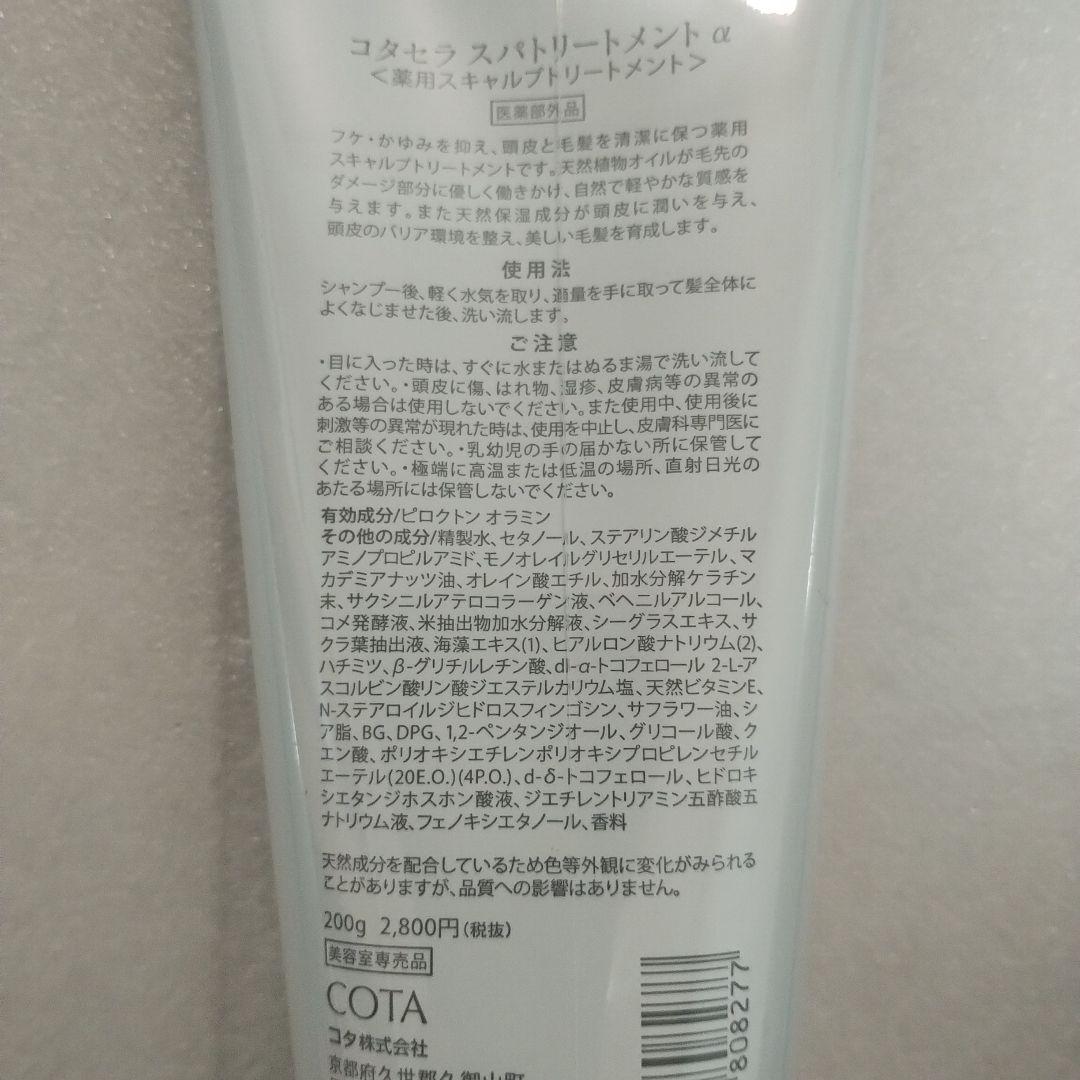 コタセラ スパトリートメント α
＜薬用スキャルプトリートメント＞
医薬部外品
フケ・かゆみを抑え、頭皮と毛髪を清潔に保つ薬用
スキャルプトリートメントです。天然植物オイルが毛先の
ダメージ部分に優しく働きかけ、自然で軽やかな質感を
与えます。また天然保湿成分が頭皮に潤いを与え、
頭皮のバリア環境を整え、美しい毛髪を育成します。
使用法
シャンプー後、軽く水気を取り、適量を手に取って髪全体に
よくなじませた後、洗い流します。
ご注意
・目に入った時は、すぐに水またはぬるま湯で洗い流して
ください。・頭皮に傷、はれ物、湿疹、皮膚病等の異常の
ある場合は使用しないでください。また使用中、使用後に
刺激等の異常が現れた時は、使用を中止し、皮膚科専門医に
ご相談ください。・乳幼児の手の届かない所に保管して
ください。・極端に高温または低温の場所、直射日光の
あたる場所には保管しないでください。
有効成分/ピロクトン オラミン
その他の成分/精製水、セタノール、ステアリン酸ジメチル
アミノプロピルアミド、モノオレイルグリセリルエーテル、マ
カデミアナッツ油、オレイン酸エチル、加水分解ケラチン
末、サクシニルアテロコラーゲン液、ベヘニルアルコール、
コメ発酵液、米抽出物加水分解液、シーグラスエキス、サ
クラ葉抽出液、海藻エキス(1)、ヒアルロン酸ナトリウム(2)、
ハチミツ、β-グリチルレチン酸、dl-α-トコフェロール 2-L-ア
スコルビン酸リン酸ジエステルカリウム塩、天然ビタミンE、
N-ステアロイルジヒドロスフィンゴシン、サフラワー油、シ
ア脂、BG、DPG、1,2-ペンタンジオール、グリコール酸、ク
エン酸、ポリオキシエチレンポリオキシプロピレンセチル
エーテル(20E.O.)(4P.O.)、d-δ-トコフェロール、ヒドロキ
シエタンジホスホン酸液、ジエチレントリアミン五酢酸五
ナトリウム液、フェノキシエタノール、香料
天然成分を配合しているため色等外観に変化がみられる
ことがありますが、品質への影響はありません。
200g 2,800円(税抜)
美容室専売品
COTA
コタ株式会社
京都府久世郡久御山町
808277